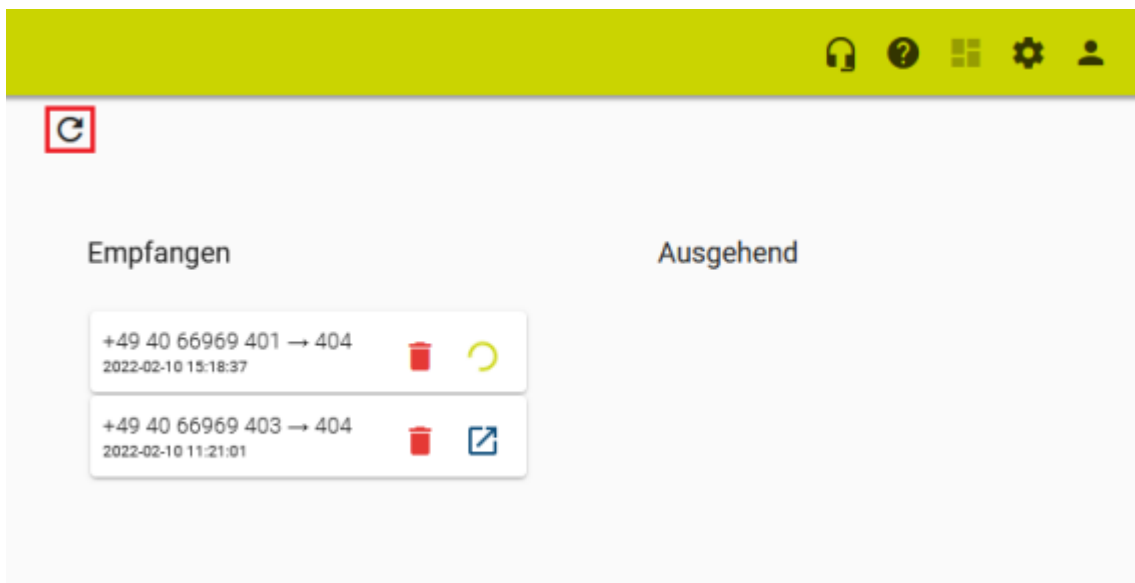 Empfangen
Ausgehend
+49 40 66969 401 → 404
2022-02-10 15:18:37
+49 40 66969 403 → 404
2022-02-10 11:21:01